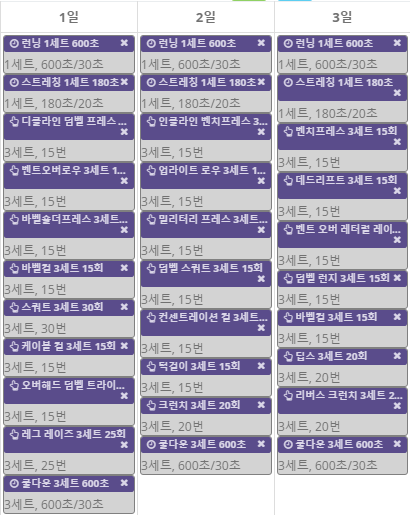 1일
런닝 1세트 600초
1세트, 600초/30초
스트레칭 1세트 180초
1세트, 180초/20초
디클라인 덤벨 프레스 ...
3세트, 15번
벤트오버로우 3세트 1...
3세트, 15번
바벨숄더프레스 3세트...
3세트, 15번
바벨컬 3세트 15회
3세트, 15번
스쿼트 3세트 30회
3세트, 30번
케이블 컬 3세트 15회
3세트, 15번
오버헤드 덤벨 트라이...
3세트, 15번
레그 레이즈 3세트 25회
3세트, 25번
쿨다운 3세트 600초
3세트, 600초/30초
2일
런닝 1세트 600초
1세트, 600초/30초
스트레칭 1세트 180초
1세트, 180초/20초
인클라인 벤치프레스 3...
3세트, 15번
업라이트 로우 3세트 1...
3세트, 15번
밀리터리 프레스 3세트...
3세트, 15번
덤벨 스쿼트 3세트 15회
3세트, 15번
컨센트레이션 컬 3세트...
3세트, 15번
턱걸이 3세트 15회
3세트, 15번
크런치 3세트 20회
3세트, 20번
쿨다운 3세트 600초
3세트, 600초/30초
3일
런닝 1세트 600초
1세트, 600초/30초
스트레칭 3세트 180초
1세트, 180초/20초
벤치프레스 3세트 15회
3세트, 15번
데드리프트 3세트 15회
3세트, 15번
벤트 오버 레터럴 레이...
3세트, 15번
덤벨 런지 3세트 15회
3세트, 15번
바벨컬 3세트 15회
3세트, 15번
딥스 3세트 20회
3세트, 20번
리버스 크런치 3세트 2...
3세트, 20번
쿨다운 3세트 600초
3세트, 600초/30초